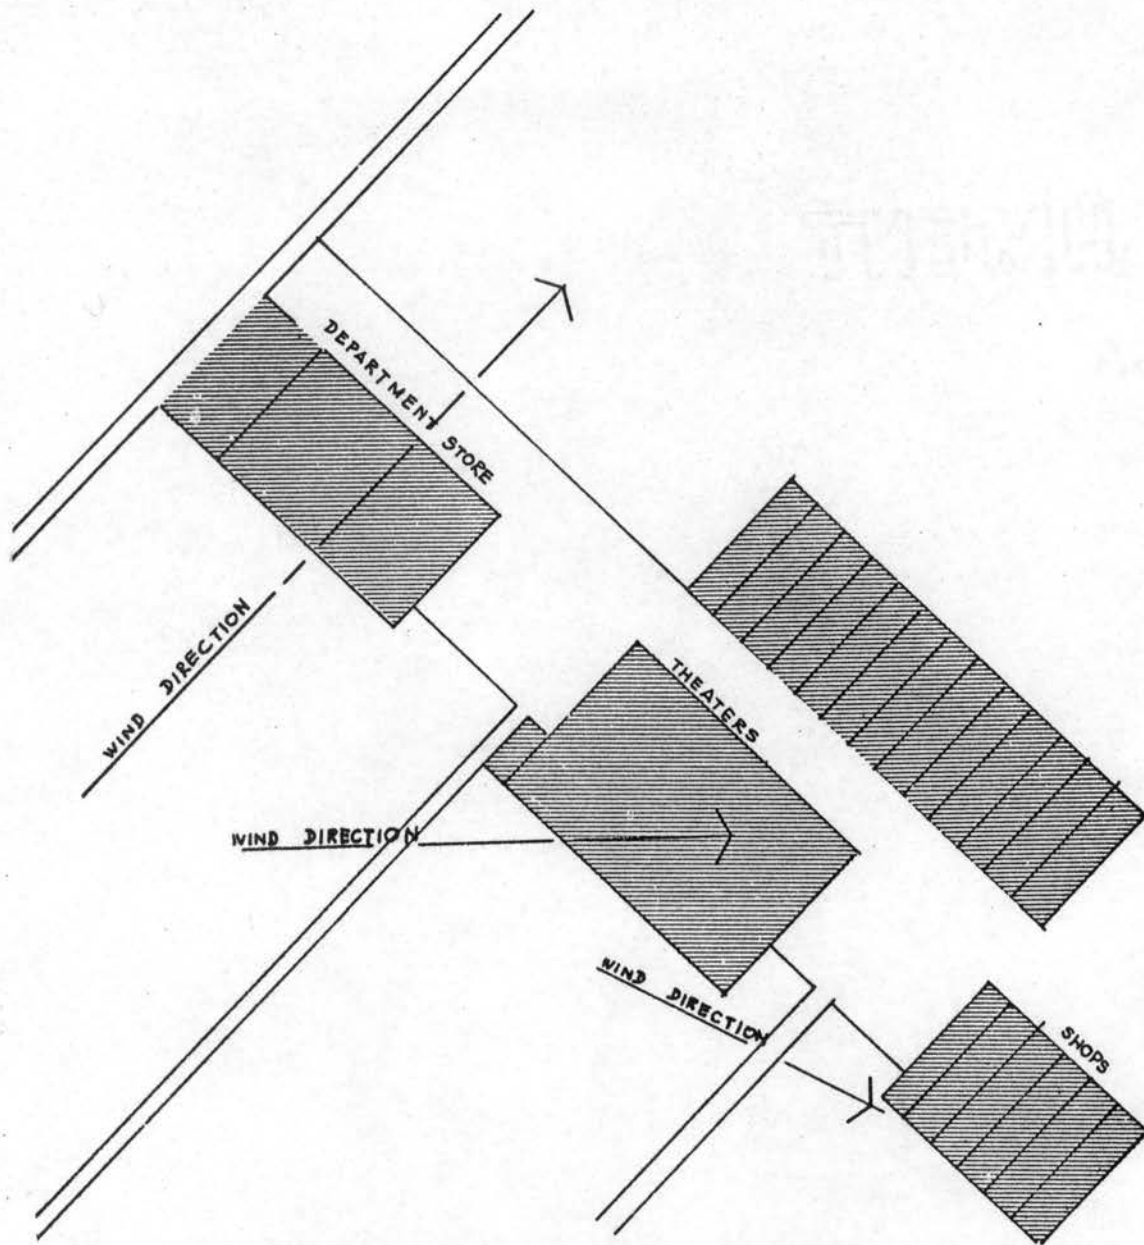 DEPARTMENT STORE
WIND DIRECTION
THEATERS
WIND DIRECTION
WIND DIRECTION
SHOPS